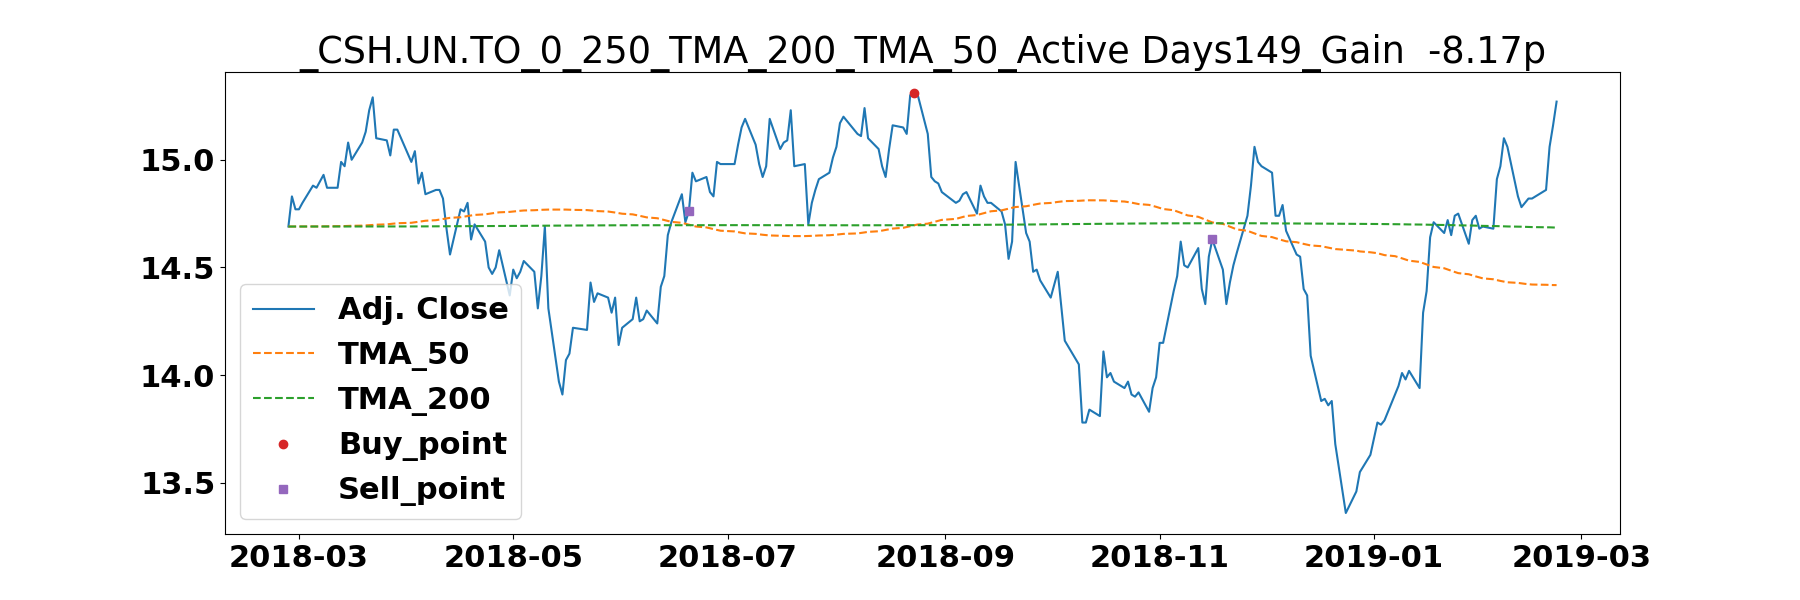 _CSH.UN.TO_0_250_TMA_200_TMA_50_Active Days149_Gain  -8.17p
15.0
14.5
14.0
13.5
Adj. Close
TMA_50
TMA_200
Buy_point
Sell_point
2018-03 2018-05 2018-07 2018-09 2018-11 2019-01 2019-03